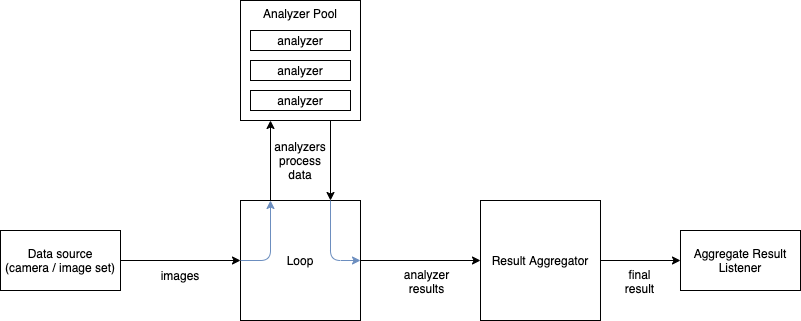 Analyzer Pool
analyzer
analyzer
analyzer
analyzers
process
data
Data source
(camera / image set)
images
Loop
analyzer
results
Result Aggregator
final
result
Aggregate Result
Listener